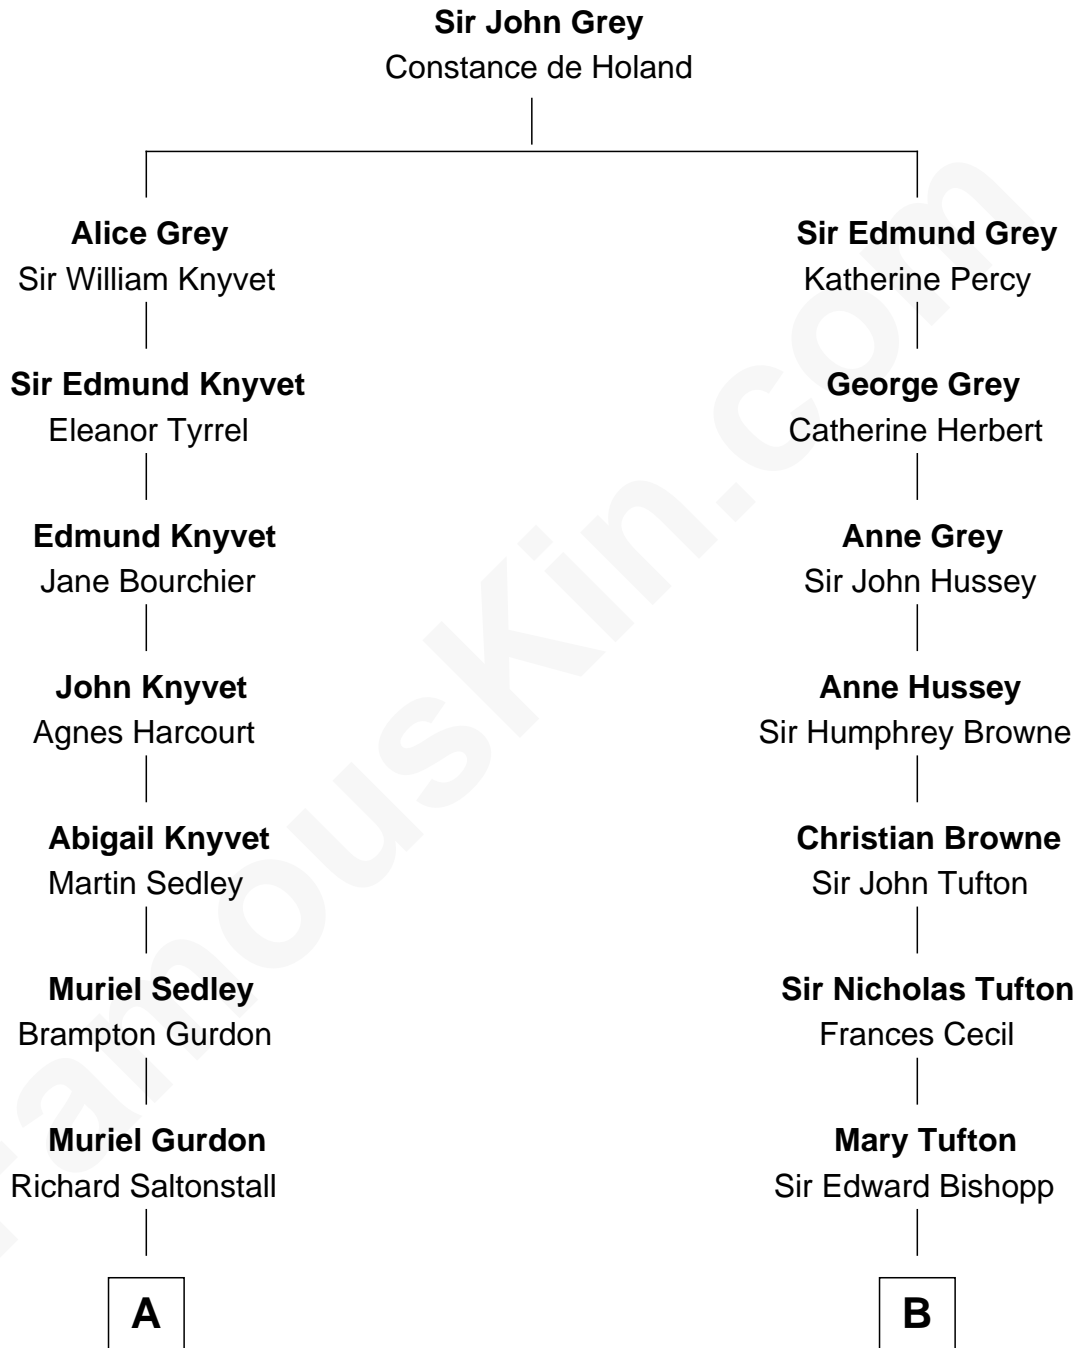 Sir John Grey
Constance de Holand
Alice Grey
Sir William Knyvet
Sir Edmund Grey
Katherine Percy
Sir Edmund Knyvet
Eleanor Tyrrel
George Grey
Catherine Herbert
Edmund Knyvet
Jane Bourchier
Anne Grey
Sir John Hussey
John Knyvet
Agnes Harcourt
Anne Hussey
Sir Humphrey Browne
Abigail Knyvet
Martin Sedley
Christian Browne
Sir John Tufton
Muriel Sedley
Brampton Gurdon
Sir Nicholas Tufton
Frances Cecil
Muriel Gurdon
Richard Saltonstall
Mary Tufton
Sir Edward Bishopp
A
B
FamousKin.com